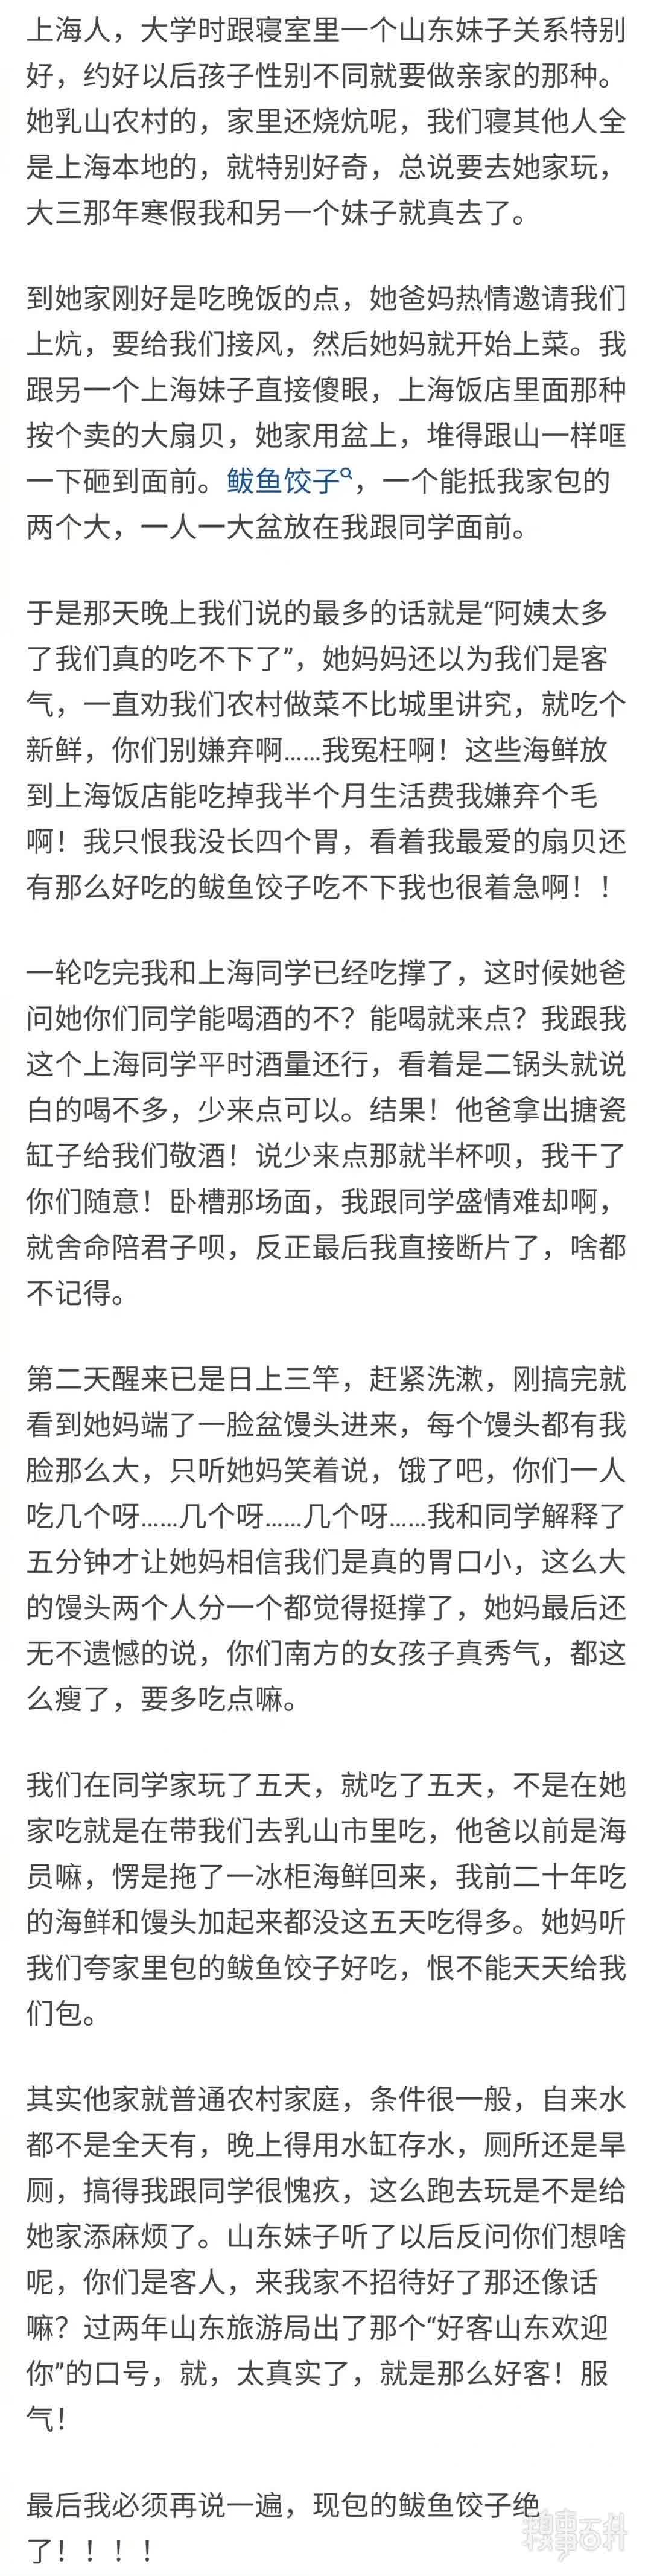 上海人，大学时跟寝室里一个山东妹子关系特别
好，约好以后孩子性别不同就要做亲家的那种。
她乳山农村的，家里还烧炕呢，我们寝其他人全
是上海本地的，就特别好奇，总说要去她家玩，
大三那年寒假我和另一个妹子就真去了。
到她家刚好是吃晚饭的点，她爸妈热情邀请我们
上炕，要给我们接风，然后她妈就开始上菜。我
跟另一个上海妹子直接傻眼，上海饭店里面那种
按个卖的大扇贝，她家用盆上，堆得跟山一样哐
一下砸到面前。鲅鱼饺子，一个能抵我家包的
两个大，一人一大盆放在我跟同学面前。
于是那天晚上我们说的最多的话就是“阿姨太多
了我们真的吃不下了”，她妈妈还以为我们是客
气，一直劝我们农村做菜不比城里讲究，就吃个
新鲜，你们别嫌弃啊……我冤枉啊！这些海鲜放
到上海饭店能吃掉我半个月生活费我嫌弃个毛
啊！我只恨我没长四个胃，看着我最爱的扇贝还
有那么好吃的鲅鱼饺子吃不下我也很着急啊！！
一轮吃完我和上海同学已经吃撑了，这时候她爸
问她你们同学能喝酒的不？能喝就来点？我跟我
这个上海同学平时酒量还行，看着是二锅头就说
白的喝不多，少来点可以。结果！他爸拿出搪瓷
缸子给我们敬酒！说少来点那就半杯呗，我干了
你们随意！卧槽那场面，我跟同学盛情难却啊，
就舍命陪君子呗，反正最后我直接断片了，啥都
不记得。
第二天醒来已是日上三竿，赶紧洗漱，刚搞完就
看到她妈端了一脸盆馒头进来，每个馒头都有我
脸那么大，只听她妈笑着说，饿了吧，你们一人
吃几个呀……几个呀……几个呀……我和同学解释了
五分钟才让她妈相信我们是真的胃口小，这么大
的馒头两个人分一个都觉得挺撑了，她妈最后还
无不遗憾的说，你们南方的女孩子真秀气，都这
么瘦了，要多吃点嘛。
我们在同学家玩了五天，就吃了五天，不是在她
家吃就是在带我们去乳山市里吃，他爸以前是海
员嘛，愣是拖了一冰柜海鲜回来，我前二十年吃
的海鲜和馒头加起来都没这五天吃得多。她妈听
我们夸家里包的鲅鱼饺子好吃，恨不能天天给我
们包。
其实他家就普通农村家庭，条件很一般，自来水
都不是全天有，晚上得用水缸存水，厕所还是旱
厕，搞得我跟同学很愧疚，这么跑去玩是不是给
她家添麻烦了。山东妹子听了以后反问你们想啥
呢，你们是客人，来我家不招待好了那还像话
嘛？过两年山东旅游局出了那个“好客山东欢迎
你”的口号，就，太真实了，就是那么好客！服
气！
最后我必须再说一遍，现包的鲅鱼饺子绝
了！！！！
糗事百科